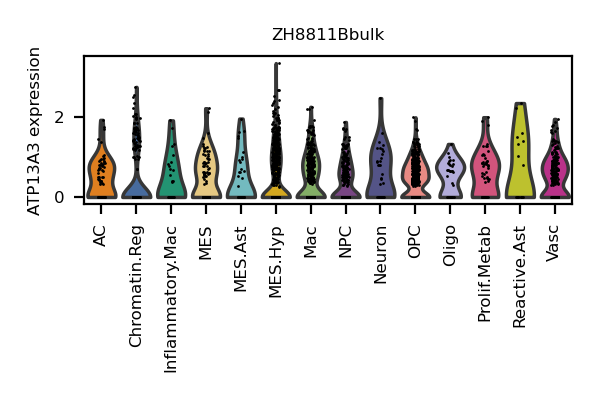 ZH8811Bbulk
ATP13A3 expression
2
0
AC
Chromatin.Reg
Inflammatory.Mac
MES
MES.Ast
MES.Hyp
Mac
NPC
Neuron
OPC
Oligo
Prolif.Metab
Reactive.Ast
Vasc